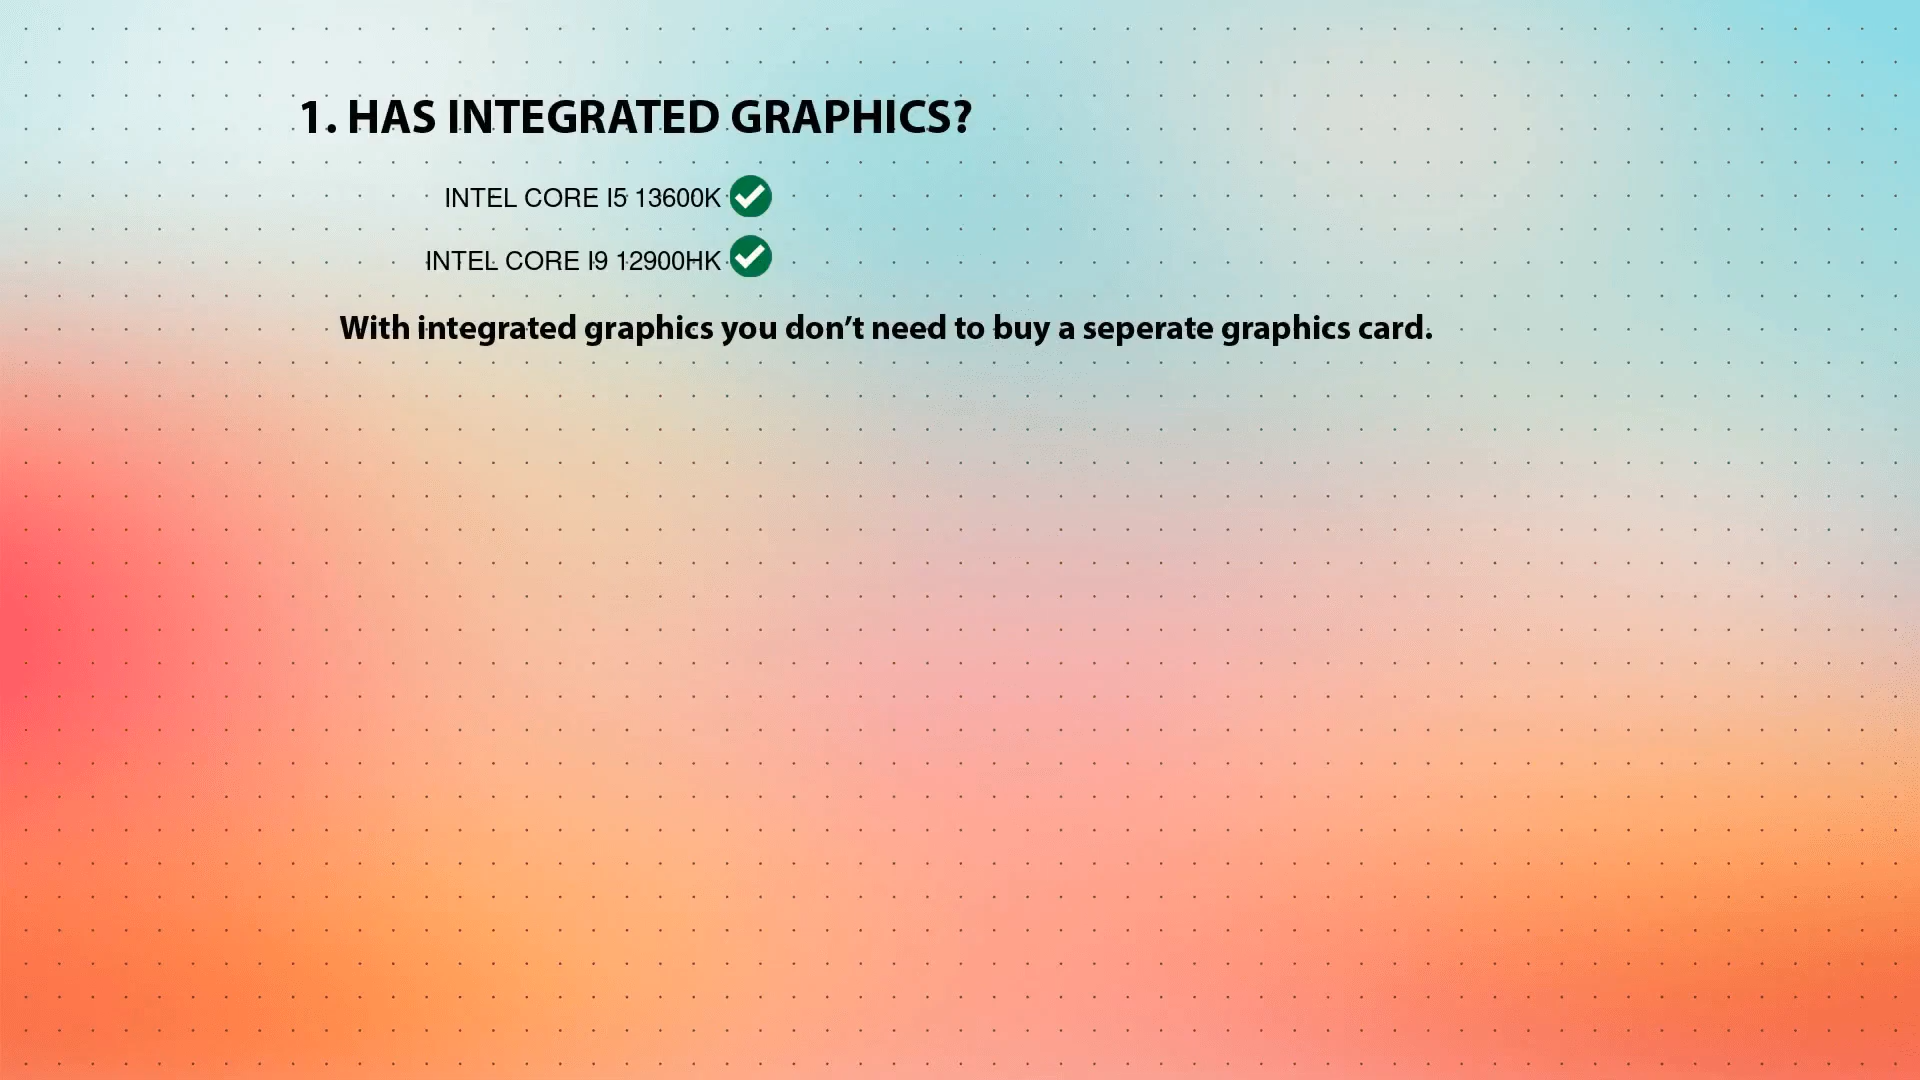 1. HAS INTEGRATED GRAPHICS?
INTEL CORE I5 13600K
INTEL CORE I9 12900HK
With integrated graphics you don’t need to buy a seperate graphics card.